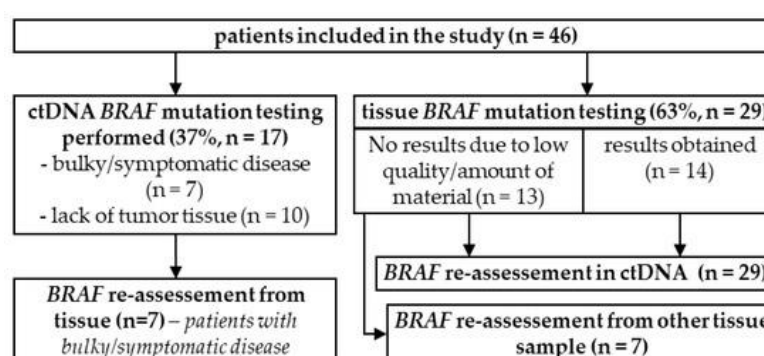 patients included in the study (n = 46)
ctDNA BRAF mutation testing
performed (37%, n = 17)
- bulky/symptomatic disease
(n = 7)
- lack of tumor tissue (n = 10)
tissue BRAF mutation testing (63%, n = 29)
No results due to low
quality/amount of
material (n = 13)
results obtained
(n = 14)
BRAF re-assessement in ctDNA (n = 29)
BRAF re-assessement from
tissue (n=7) – patients with
bulky/symptomatic disease
BRAF re-assessement from other tissue
sample (n = 7)